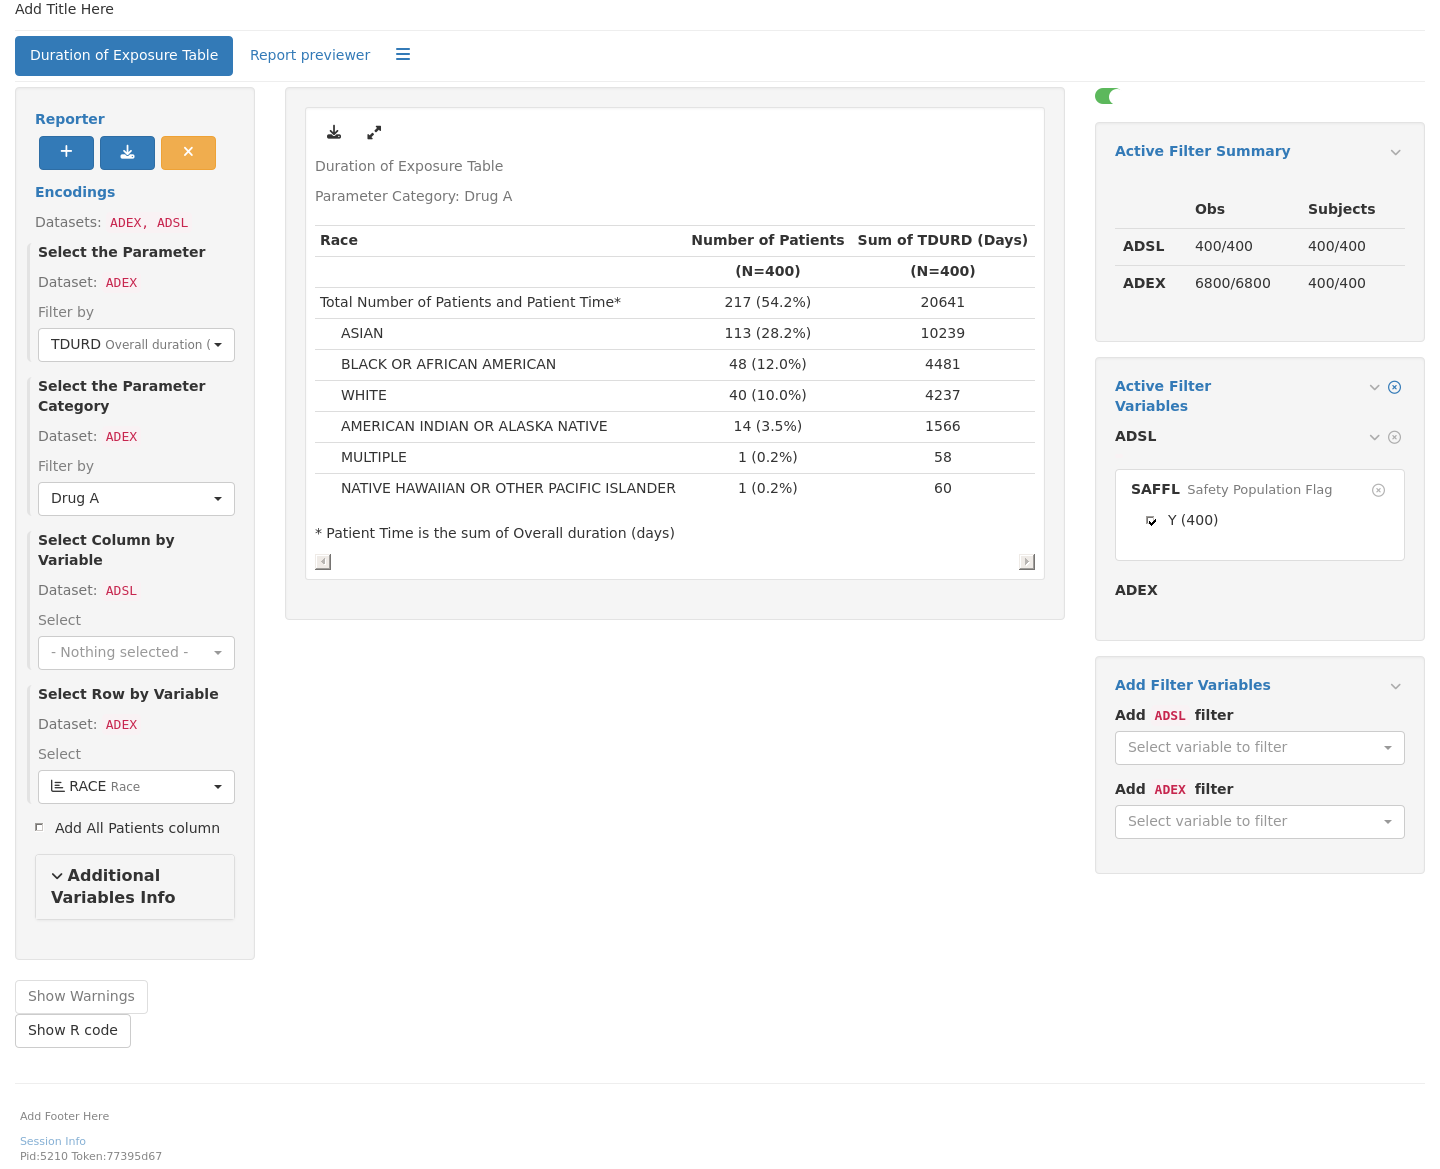 Add Title Here
Duration of Exposure Table
Report previewer
Reporter
Encodings
Datasets: ADEX, ADSL
Select the Parameter
Dataset: ADEX
Filter by
TDURD Overall duration (
Select the Parameter
Category
Dataset: ADEX
Filter by
Drug A
Select Column by
Variable
Dataset: ADSL
Select
- Nothing selected -
Select Row by Variable
Dataset: ADEX
Select
RACE Race
Add All Patients column
Additional
Variables Info
Show Warnings
Show R code
Duration of Exposure Table
Parameter Category: Drug A
Race Number of Patients Sum of TDURD (Days)
(N=400) (N=400)
Total Number of Patients and Patient Time* 217 (54.2%) 20641
ASIAN 113 (28.2%) 10239
BLACK OR AFRICAN AMERICAN 48 (12.0%) 4481
WHITE 40 (10.0%) 4237
AMERICAN INDIAN OR ALASKA NATIVE 14 (3.5%) 1566
MULTIPLE 1 (0.2%) 58
NATIVE HAWAIIAN OR OTHER PACIFIC ISLANDER 1 (0.2%) 60
* Patient Time is the sum of Overall duration (days)
Active Filter Summary
Obs Subjects
ADSL 400/400 400/400
ADEX 6800/6800 400/400
Active Filter
Variables
ADSL
SAFFL Safety Population Flag
Y (400)
ADEX
Add Filter Variables
Add ADSL filter
Select variable to filter
Add ADEX filter
Select variable to filter
Add Footer Here
Session Info
Pid:5210 Token:77395d67